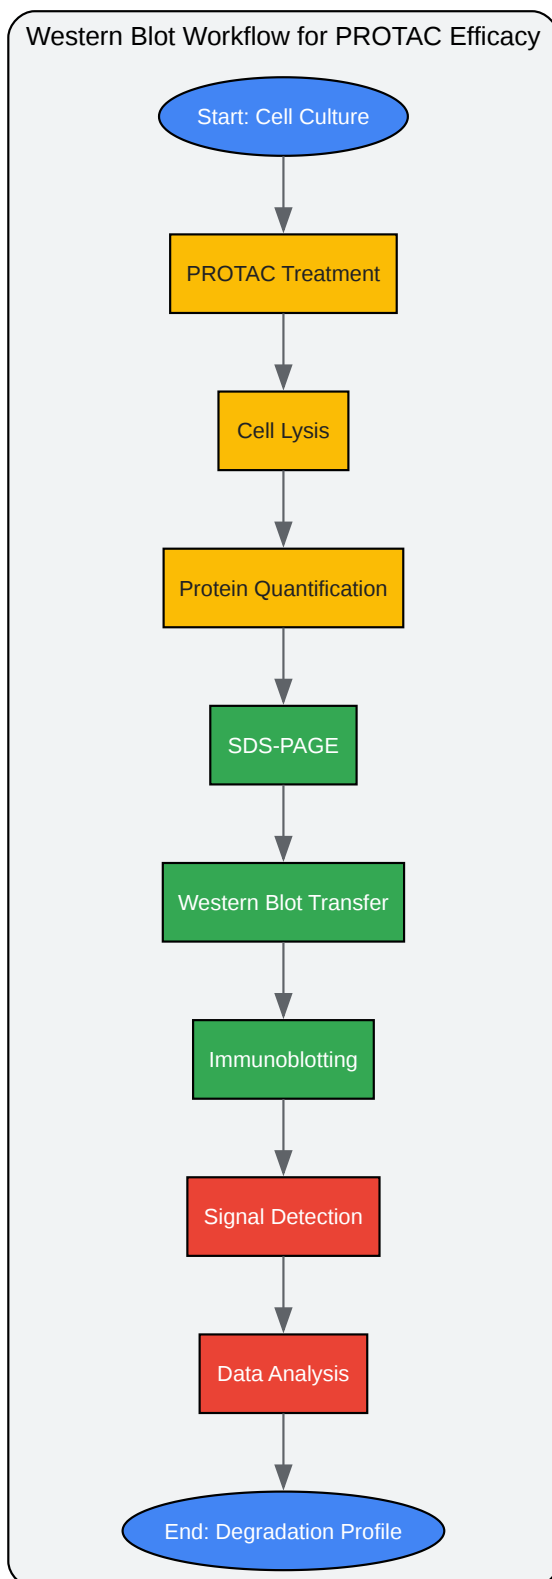 Western Blot Workflow for PROTAC Efficacy
Start: Cell Culture
PROTAC Treatment
Cell Lysis
Protein Quantification
SDS-PAGE
Western Blot Transfer
Immunoblotting
Signal Detection
Data Analysis
End: Degradation Profile